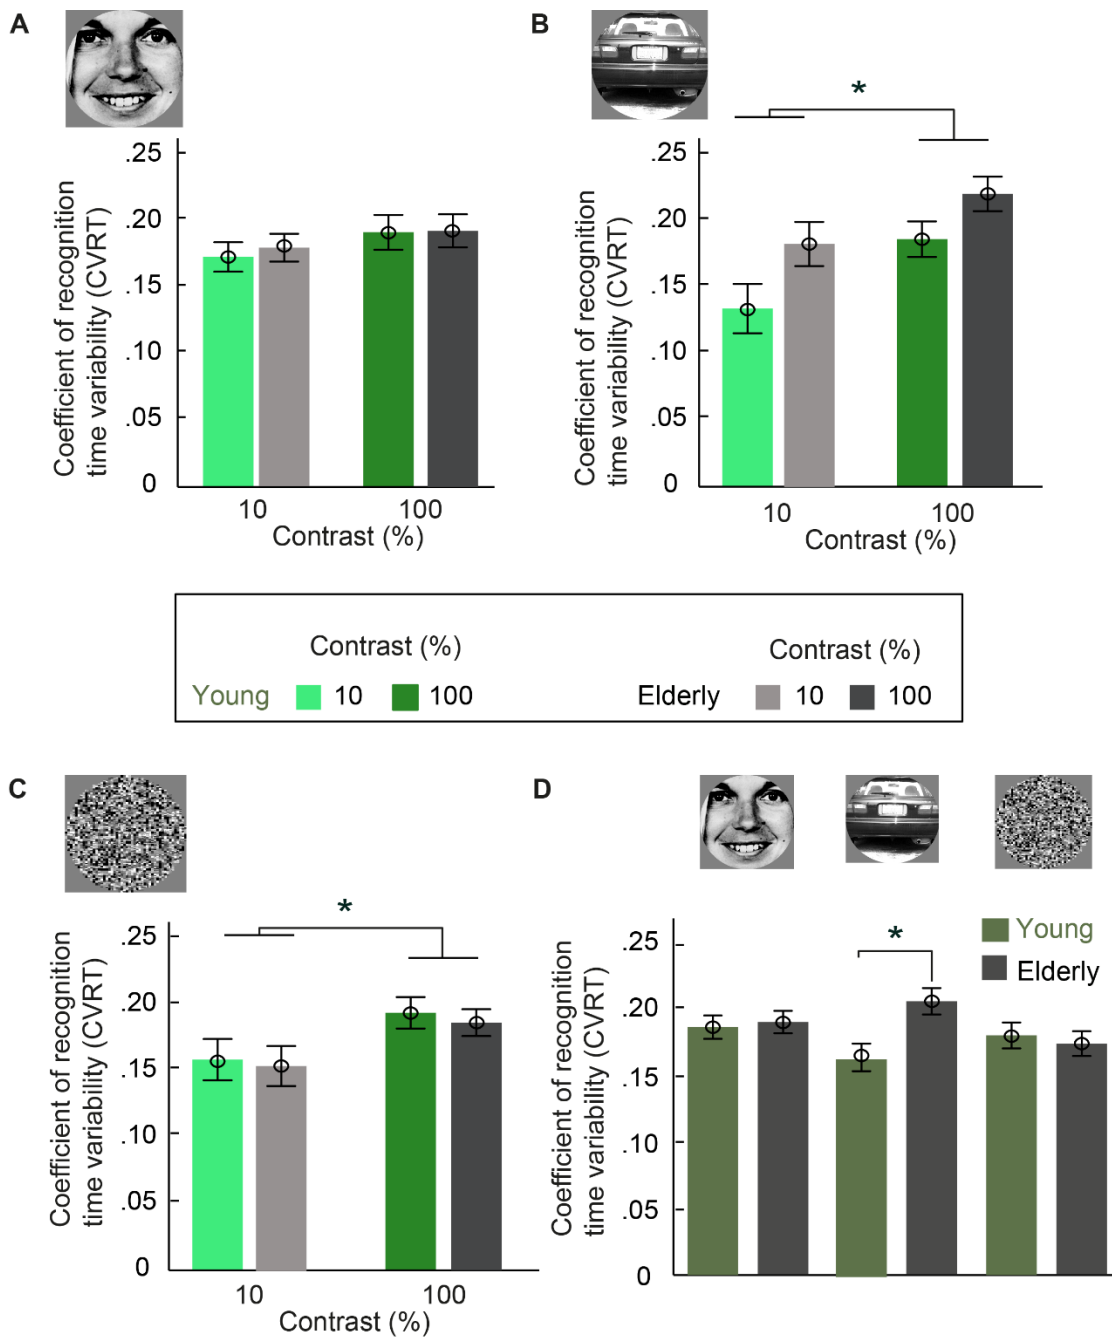 A
.25
.20
.15
.10
.05
0
Coefficient of recognition
time variability (CVRT)
10
100
Contrast (%)
B
*
.25
.20
.15
.10
.05
0
Coefficient of recognition
time variability (CVRT)
10
100
Contrast (%)
Contrast (%)
Contrast (%)
Young
10
100
Elderly
10
100
C
*
.25
.20
.15
.10
.05
0
Coefficient of recognition
time variability (CVRT)
10
100
Contrast (%)
D
*
Young
Elderly
.25
.20
.15
.10
.05
0
Coefficient of recognition
time variability (CVRT)